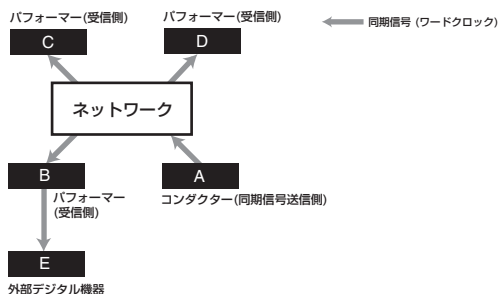 パフォーマー(受信側)
パフォーマー(受信側)
同期信号 (ワードクロック)
C
D
ネットワーク
B
A
パフォーマー
(受信側)
コンダクター(同期信号送信側)
E
外部デジタル機器